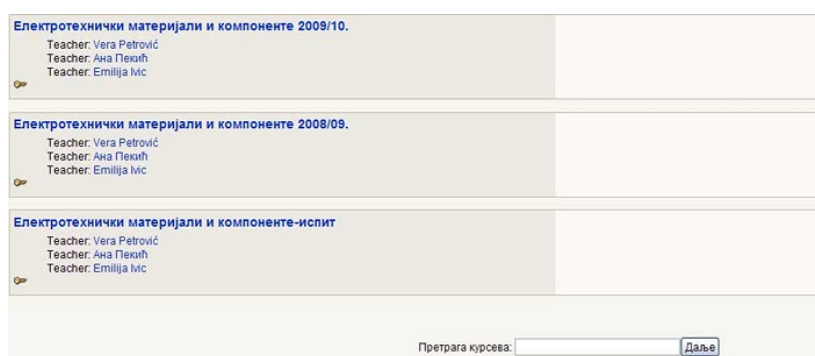 Електротехнички материјали и компоненте 2009/10.
Teacher: Vera Petrović
Teacher: Ана Пекић
Teacher: Emilija Ivic
Електротехнички материјали и компоненте 2008/09.
Teacher: Vera Petrović
Teacher: Ана Пекић
Teacher: Emilija Ivic
Електротехнички материјали и компоненте-испит
Teacher: Vera Petrović
Teacher: Ана Пекић
Teacher: Emilija Ivic
Претрага курсева: Даље